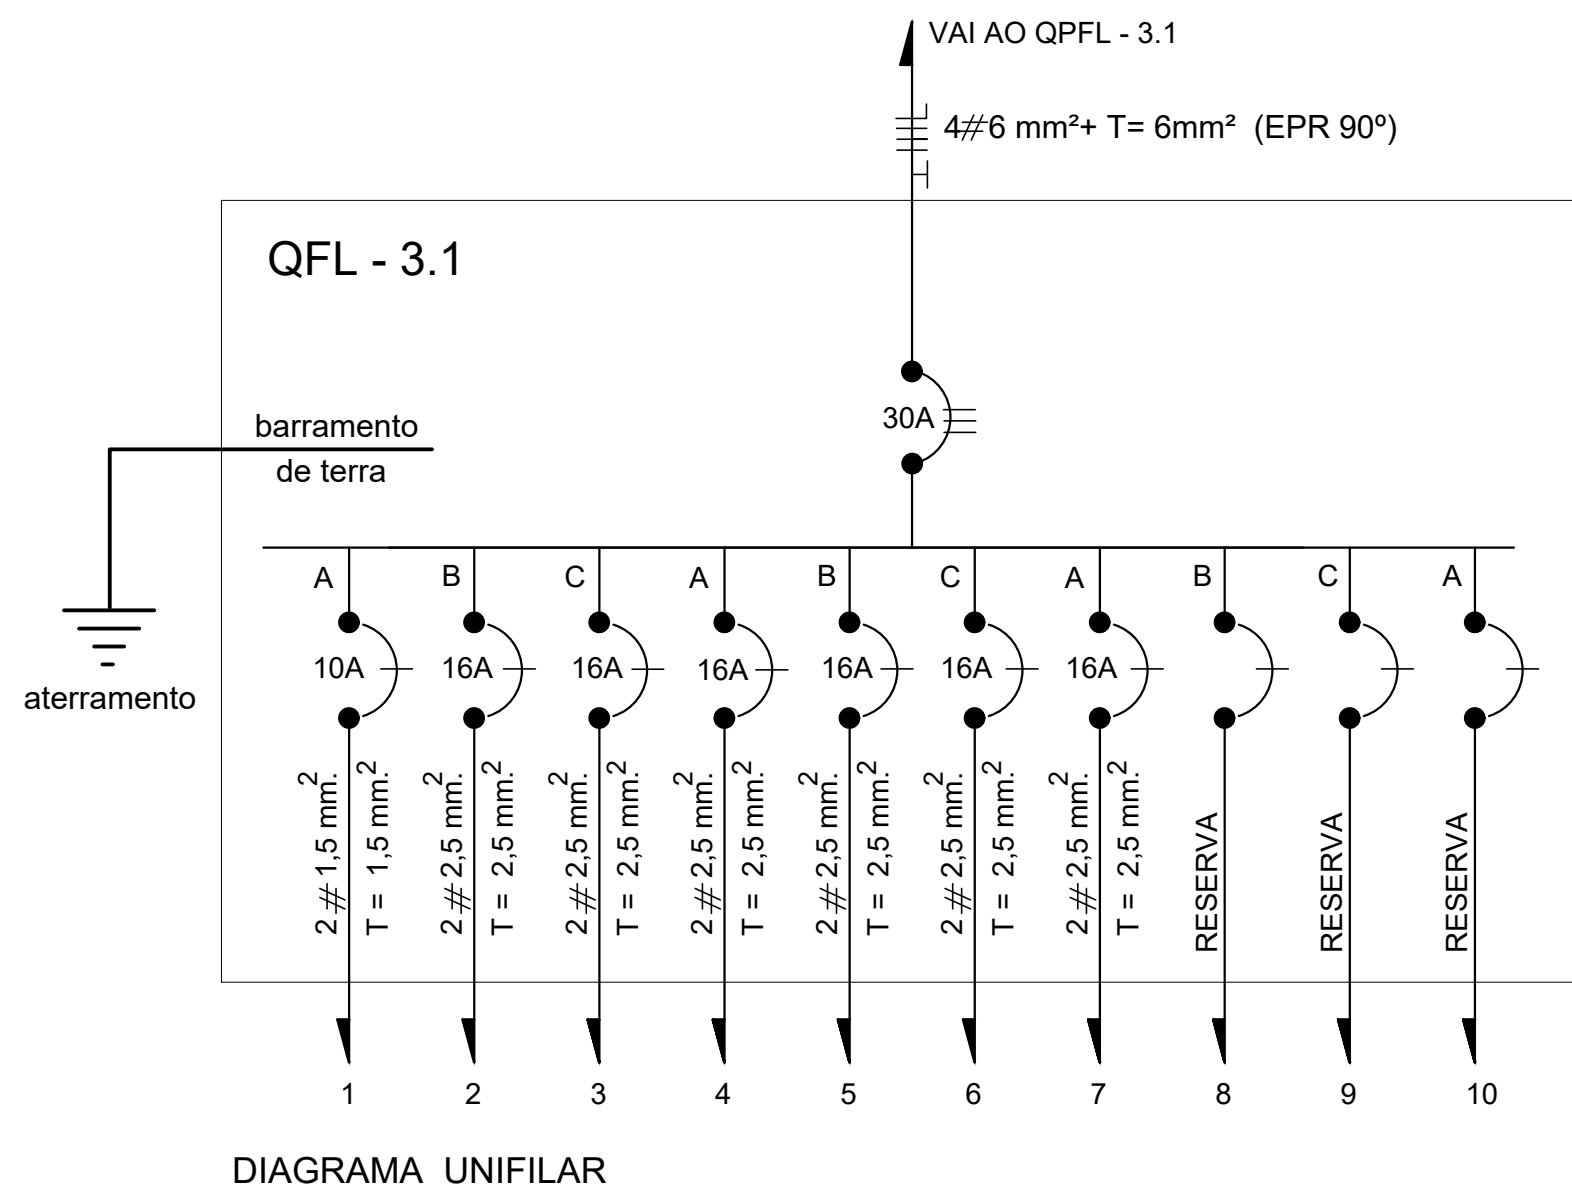 VAI AO QPFL - 3.1
4#6 mm²+ T= 6mm² (EPR 90º)
QFL - 3.1
30A
barramento
de terra
aterramento
A B C A B C A B C A
10A 16A 16A 16A 16A 16A 16A
2 # 1,5 mm.²
T = 1,5 mm.²
2 # 2,5 mm.²
T = 2,5 mm.²
2 # 2,5 mm.²
T = 2,5 mm.²
2 # 2,5 mm.²
T = 2,5 mm.²
2 # 2,5 mm.²
T = 2,5 mm.²
2 # 2,5 mm.²
T = 2,5 mm.²
2 # 2,5 mm.²
T = 2,5 mm.²
RESERVA
RESERVA
RESERVA
1 2 3 4 5 6 7 8 9 10
DIAGRAMA UNIFILAR